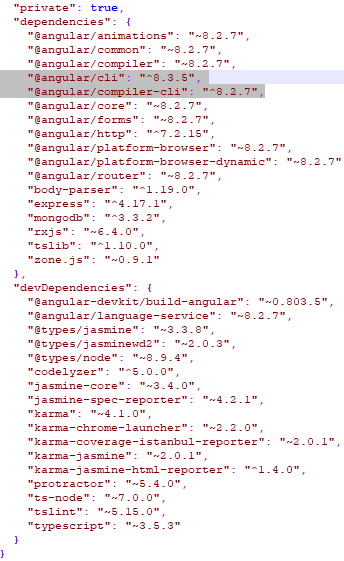 "private": true,
"dependencies": {
"@angular/animations": "~8.2.7",
"@angular/common": "~8.2.7",
"@angular/compiler": "~8.2.7",
"@angular/cli": "^8.3.5",
"@angular/compiler-cli": "^8.2.7",
"@angular/core": "~8.2.7",
"@angular/forms": "~8.2.7",
"@angular/http": "^7.2.15",
"@angular/platform-browser": "~8.2.7",
"@angular/platform-browser-dynamic": "~8.2.7"
"@angular/router": "~8.2.7",
"body-parser": "^1.19.0",
"express": "^4.17.1",
"mongodb": "^3.3.2",
"rxjs": "~6.4.0",
"tslib": "^1.10.0",
"zone.js": "~0.9.1"
},
"devDependencies": {
"@angular-devkit/build-angular": "~0.803.5",
"@angular/language-service": "~8.2.7",
"@types/jasmine": "~3.3.8",
"@types/jasminewd2": "~2.0.3",
"@types/node": "~8.9.4",
"codelyzer": "^5.0.0",
"jasmine-core": "~3.4.0",
"jasmine-spec-reporter": "~4.2.1",
"karma": "~4.1.0",
"karma-chrome-launcher": "~2.2.0",
"karma-coverage-istanbul-reporter": "~2.0.1",
"karma-jasmine": "~2.0.1",
"karma-jasmine-html-reporter": "^1.4.0",
"protractor": "~5.4.0",
"ts-node": "~7.0.0",
"tslint": "~5.15.0",
"typescript": "~3.5.3"
}
}